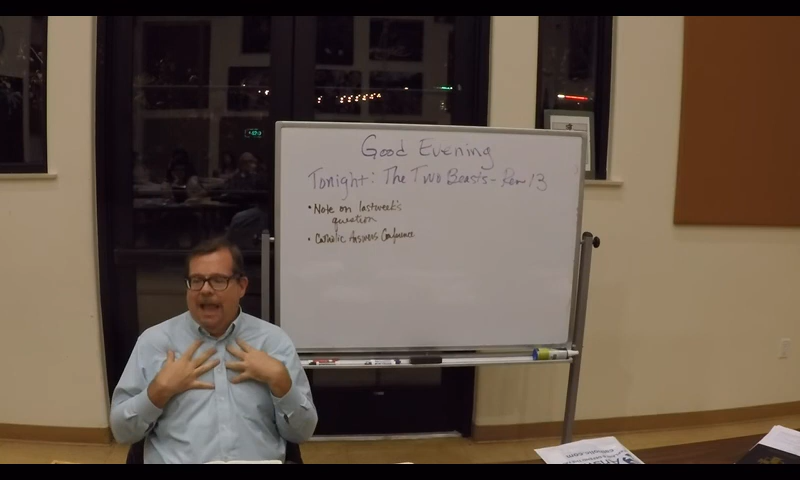 Good Evening
Tonight: The Two Beasts - Rev 13
• Note on last week's
question
• Catholic Answers Conference